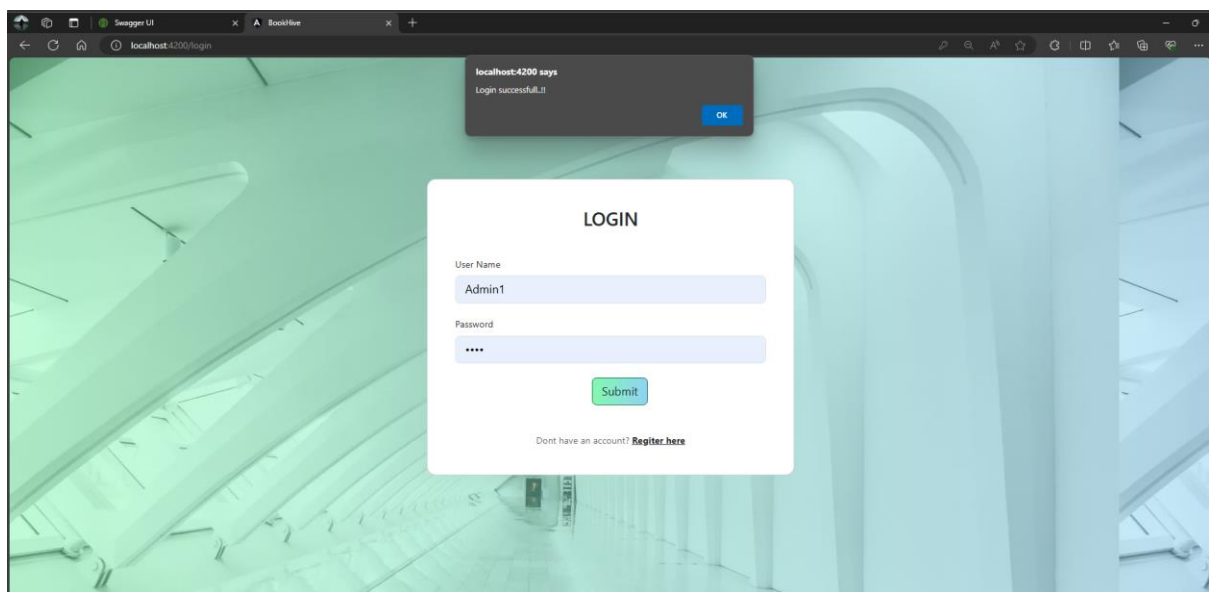 Swagger UI
BookHive
localhost:4200/login
localhost:4200 says
Login successfull..!!
OK
LOGIN
User Name
Admin1
Password
••••
Submit
Dont have an account? Regiter here